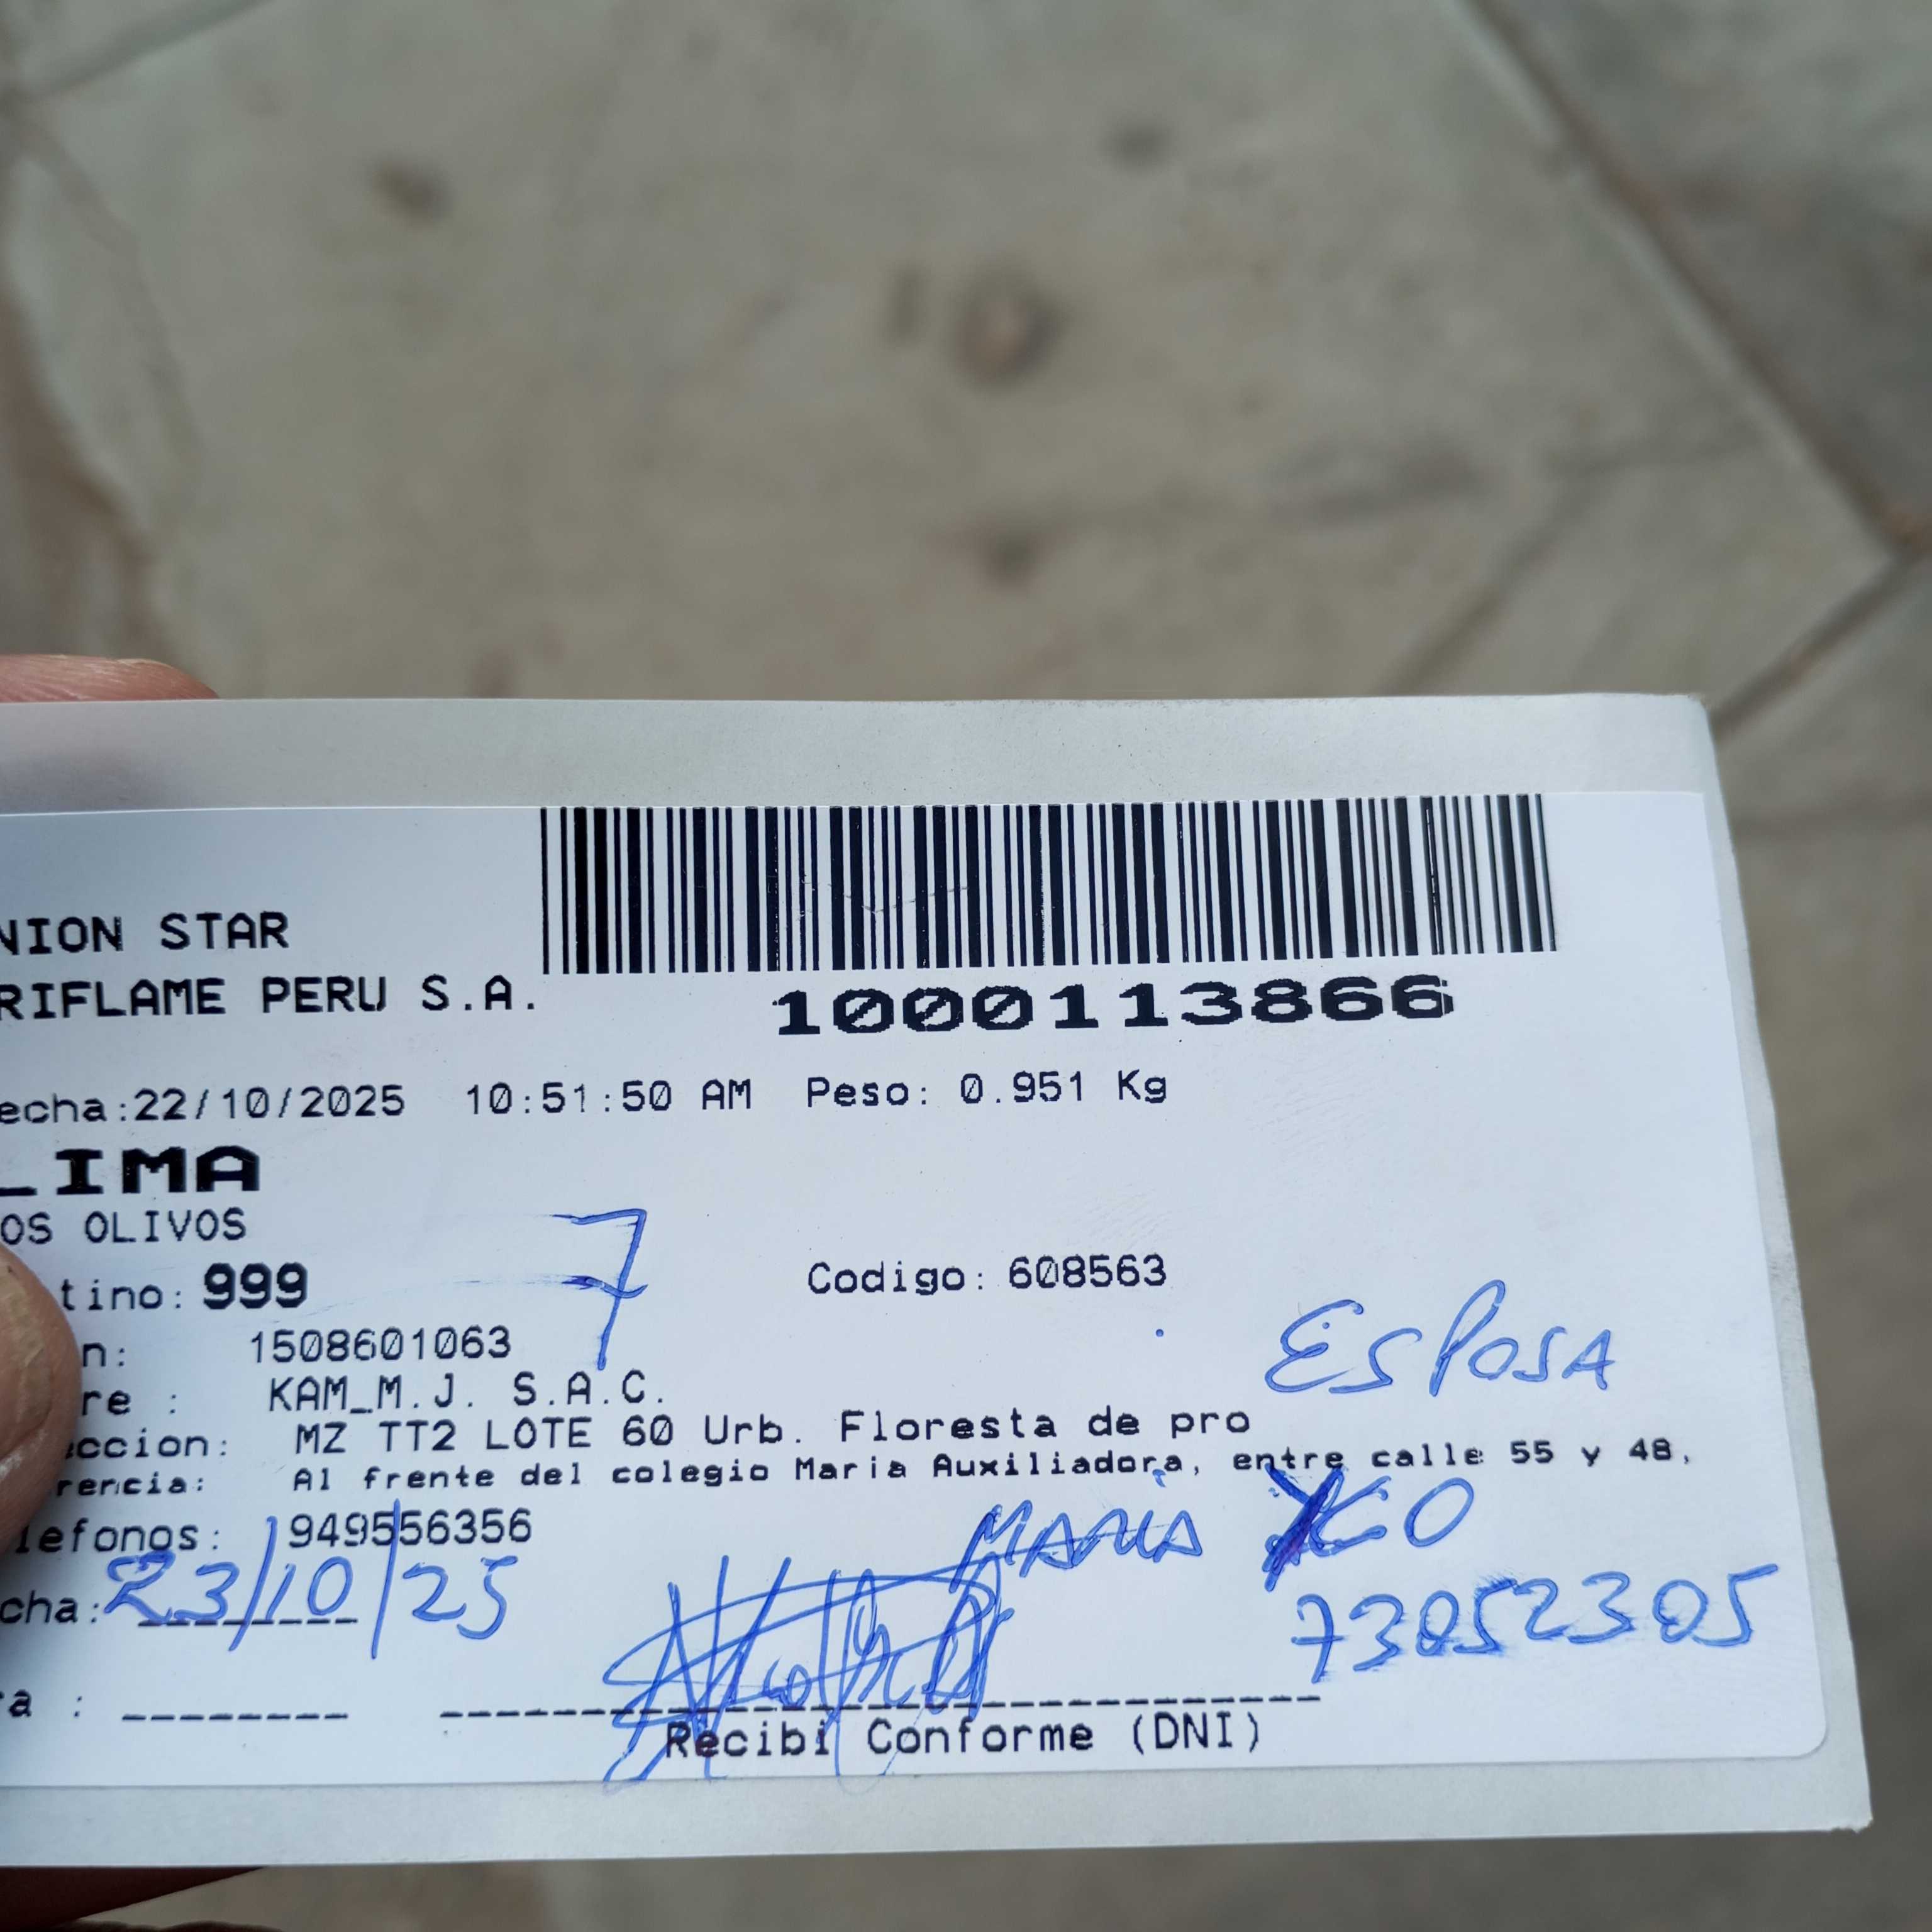 NION STAR
RIFLAME PERU S.A.
1000113866
echa:22/10/2025 10:51:50 AM Peso: 0.951 Kg
LIMA
OS OLIVOS
7
tino: 999 Codigo: 608563
n: 1508601063
ESPOSA
re : KAM_M.J. S.A.C.
eccion: MZ TT2 LOTE 60 Urb. Floresta de pro
rencia: Al frente del colegio Maria Auxiliadora, entre calle 55 y 48,
lefonos: 949556356
MARIA
cha: 23/10/25
73052305
ra :
Recibi Conforme (DNI)